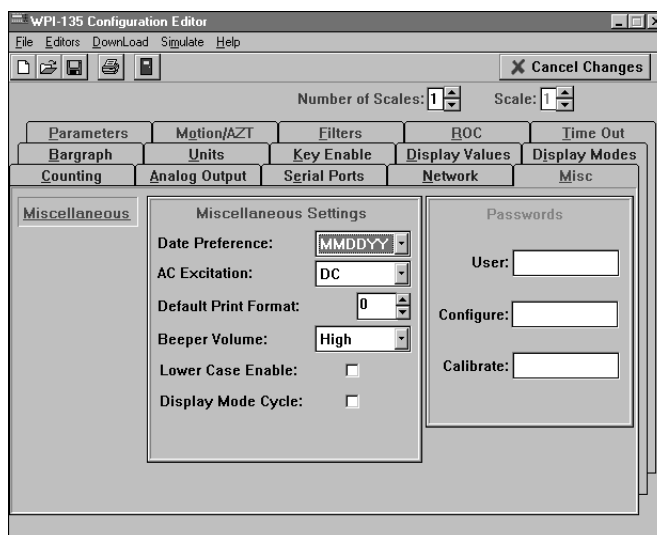 WPI-135 Configuration Editor
File Editors DownLoad Simulate Help
Cancel Changes
Number of Scales: 1 Scale: 1
Parameters Motion/AZT Filters ROC Time Out
Bargraph Units Key Enable Display Values Display Modes
Counting Analog Output Serial Ports Network Misc
Miscellaneous
Miscellaneous Settings
Date Preference: MMDDYY
AC Excitation: DC
Default Print Format: 0
Beeper Volume: High
Lower Case Enable:
Display Mode Cycle:
Passwords
User:
Configure:
Calibrate: